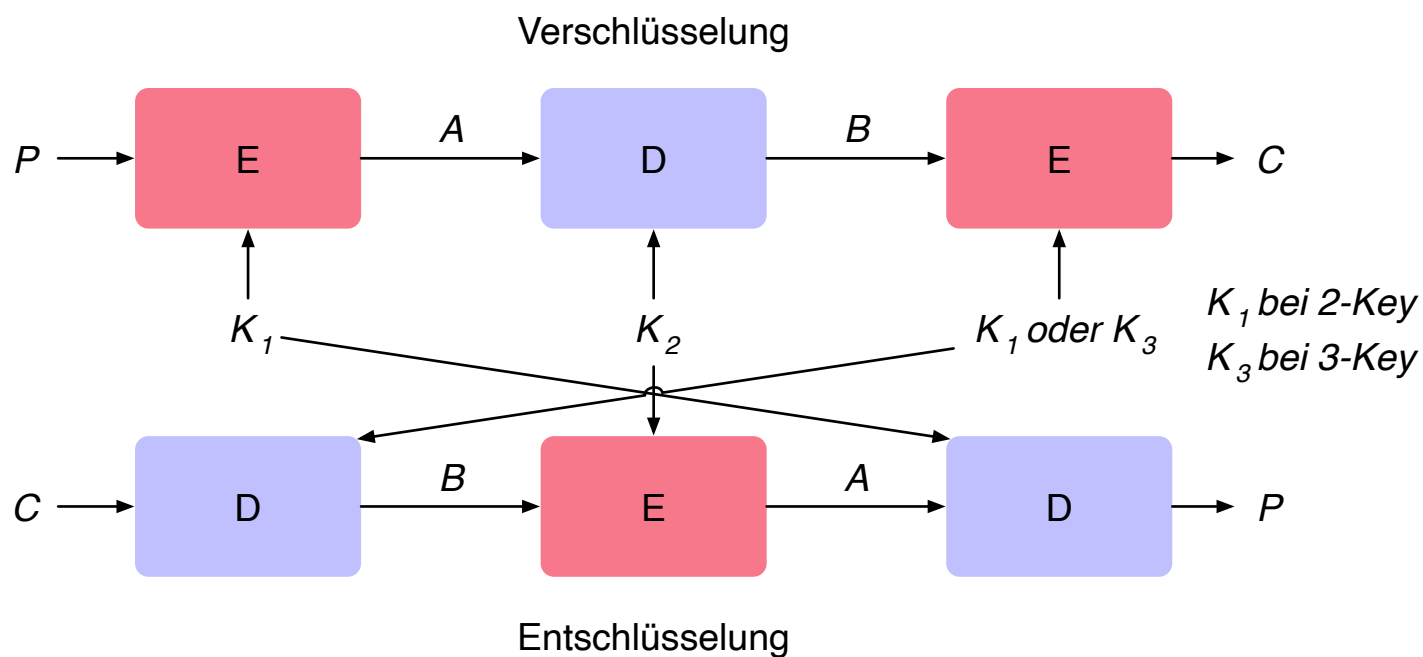 Verschlüsselung
A B
P E D E C
K₁ K₂ K₁ oder K₃
K₁ bei 2-Key
K₃ bei 3-Key
B A
C D E D P
Entschlüsselung